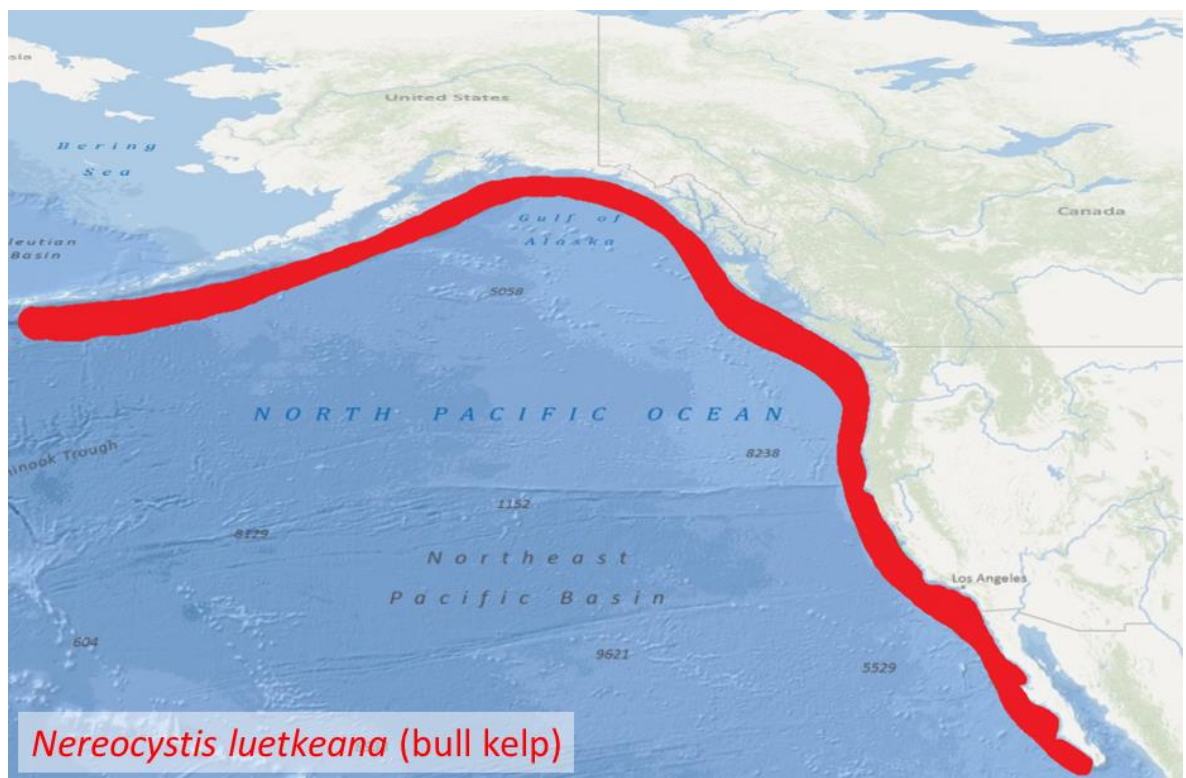 sia
United States
Bering
Sea
Canada
Gulf of
Alaska
leutian
Basin
5058
NORTH PACIFIC OCEAN
8238
inook Trough
1152
8129
Northeast
Pacific Basin
Los Angeles
604
9621
5529
Nereocystis luetkeana (bull kelp)